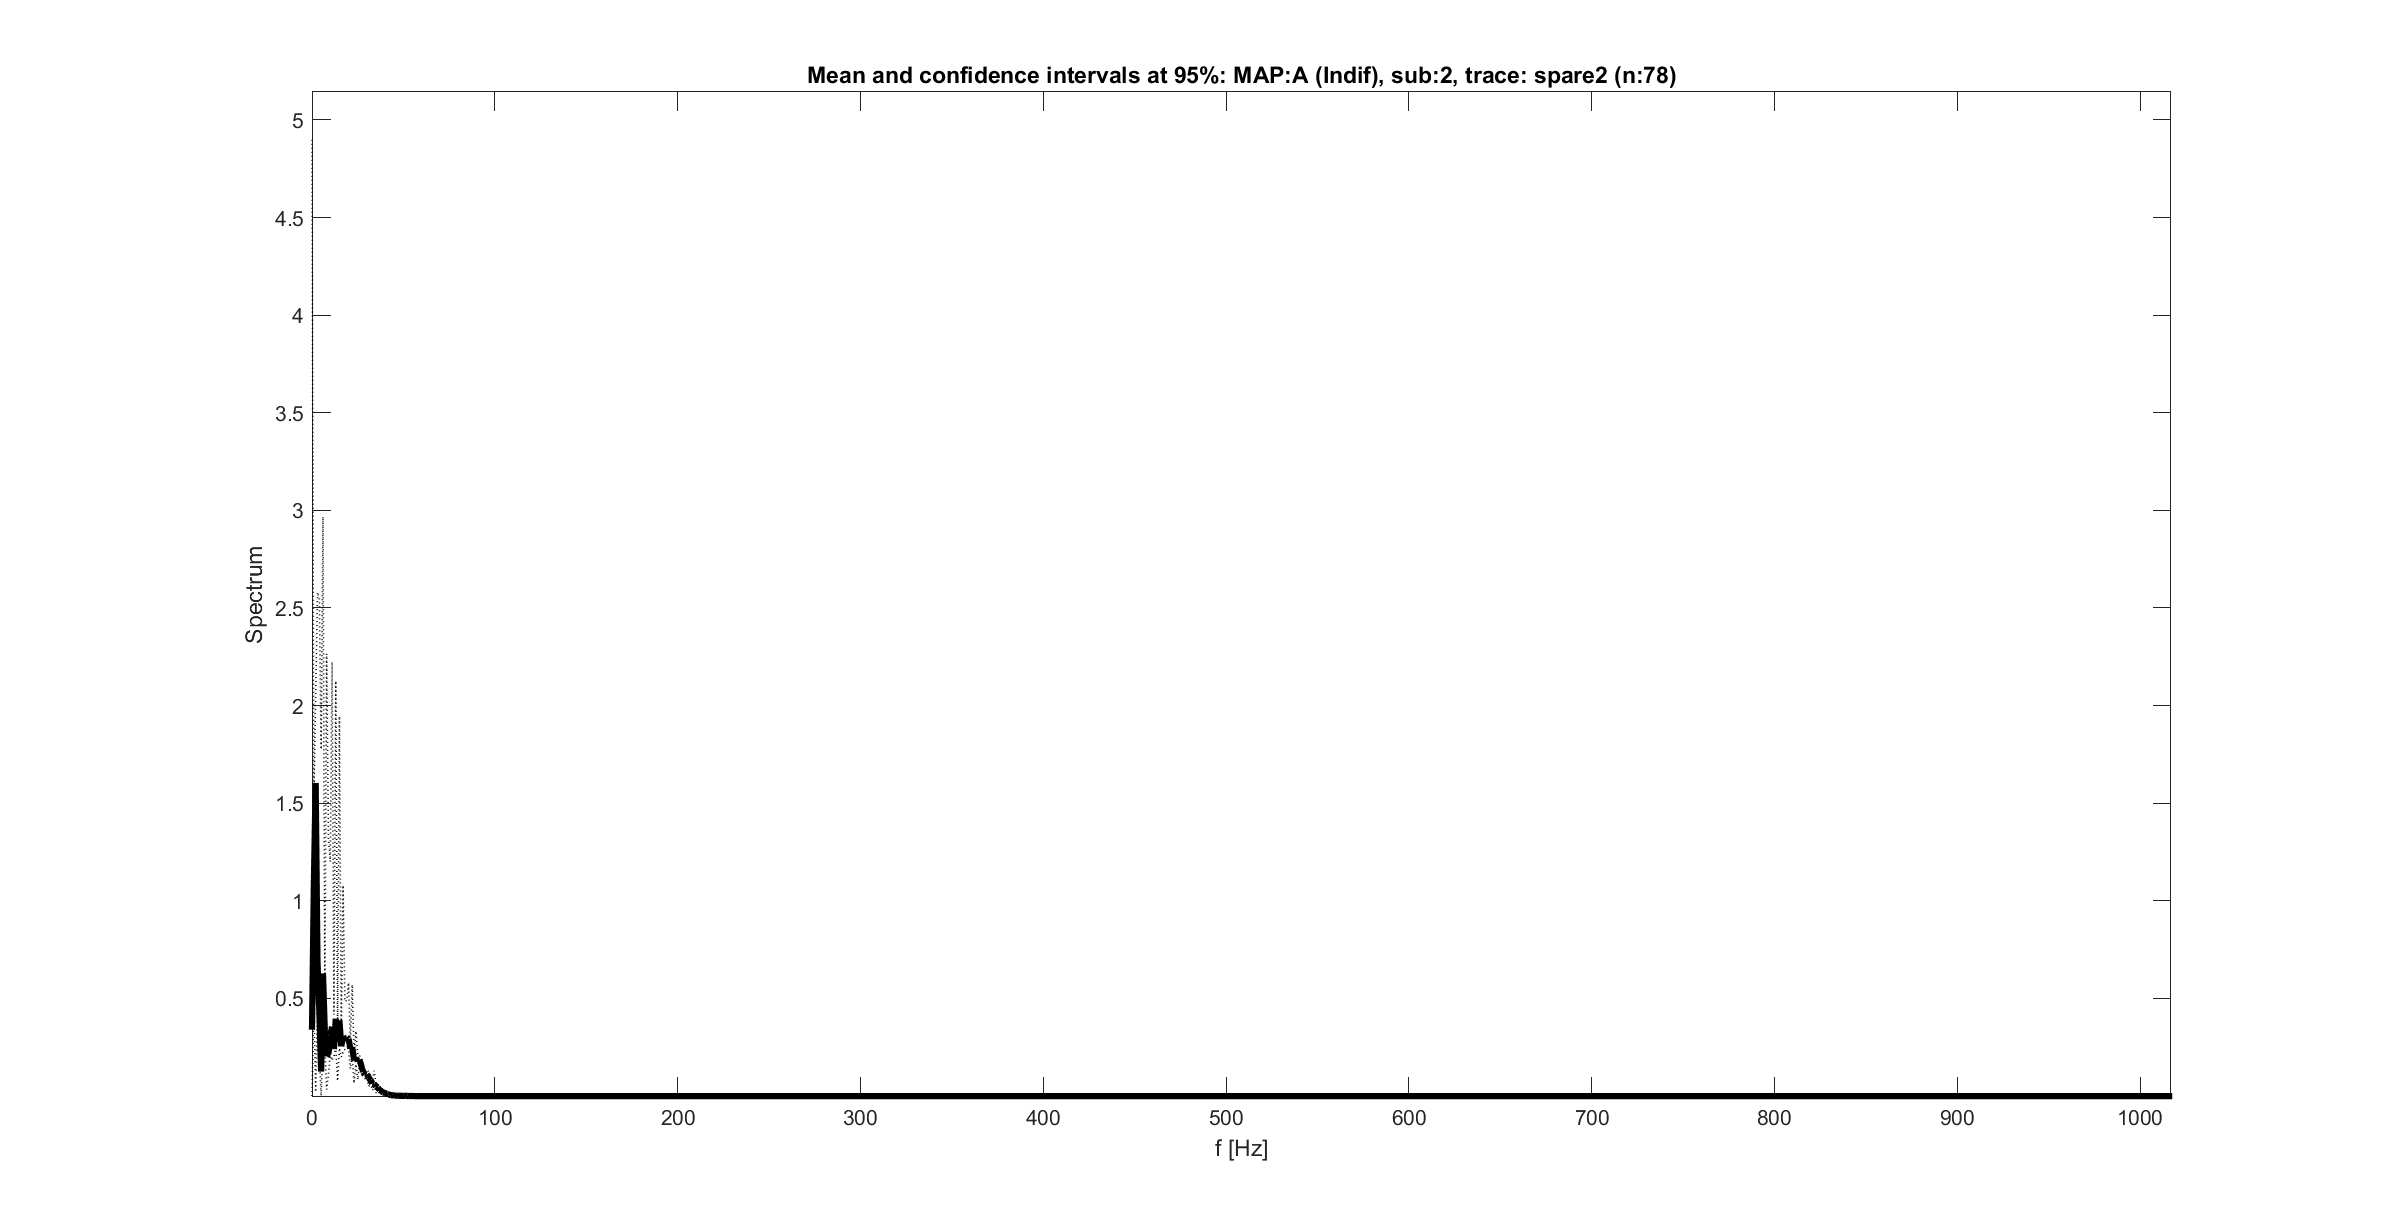 Mean and confidence intervals at 95%: MAP:A (Indif), sub:2, trace: spare2 (n:78)
5
4.5
4
3.5
3
2.5
2
1.5
1
0.5
Spectrum
0 100 200 300 400 500 600 700 800 900 1000
f [Hz]